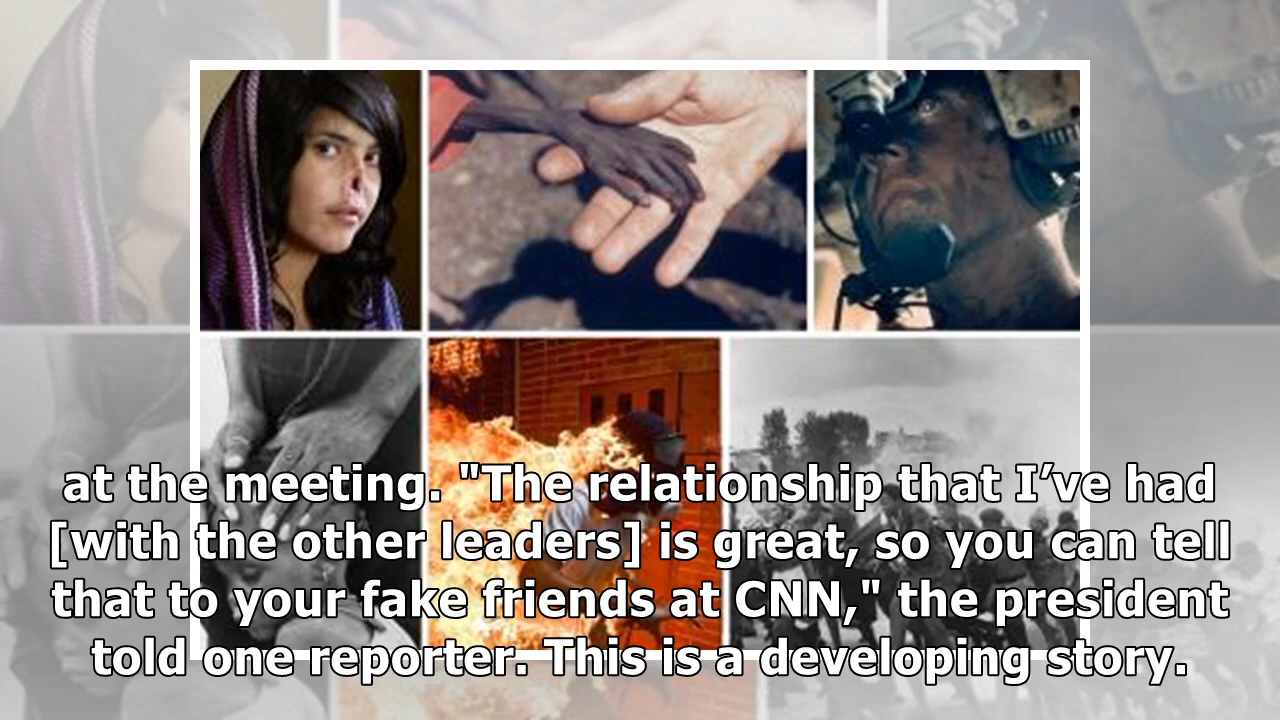 at the meeting. "The relationship that I’ve had
[with the other leaders] is great, so you can tell
that to your fake friends at CNN," the president
told one reporter. This is a developing story.